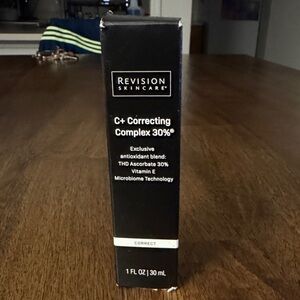 REVISION
SKINCARE®
C+ Correcting
Complex 30%®
Exclusive
antioxidant blend:
THD Ascorbate 30%
Vitamin E
Microbiome Technology
CORRECT
1 FL OZ | 30 mL